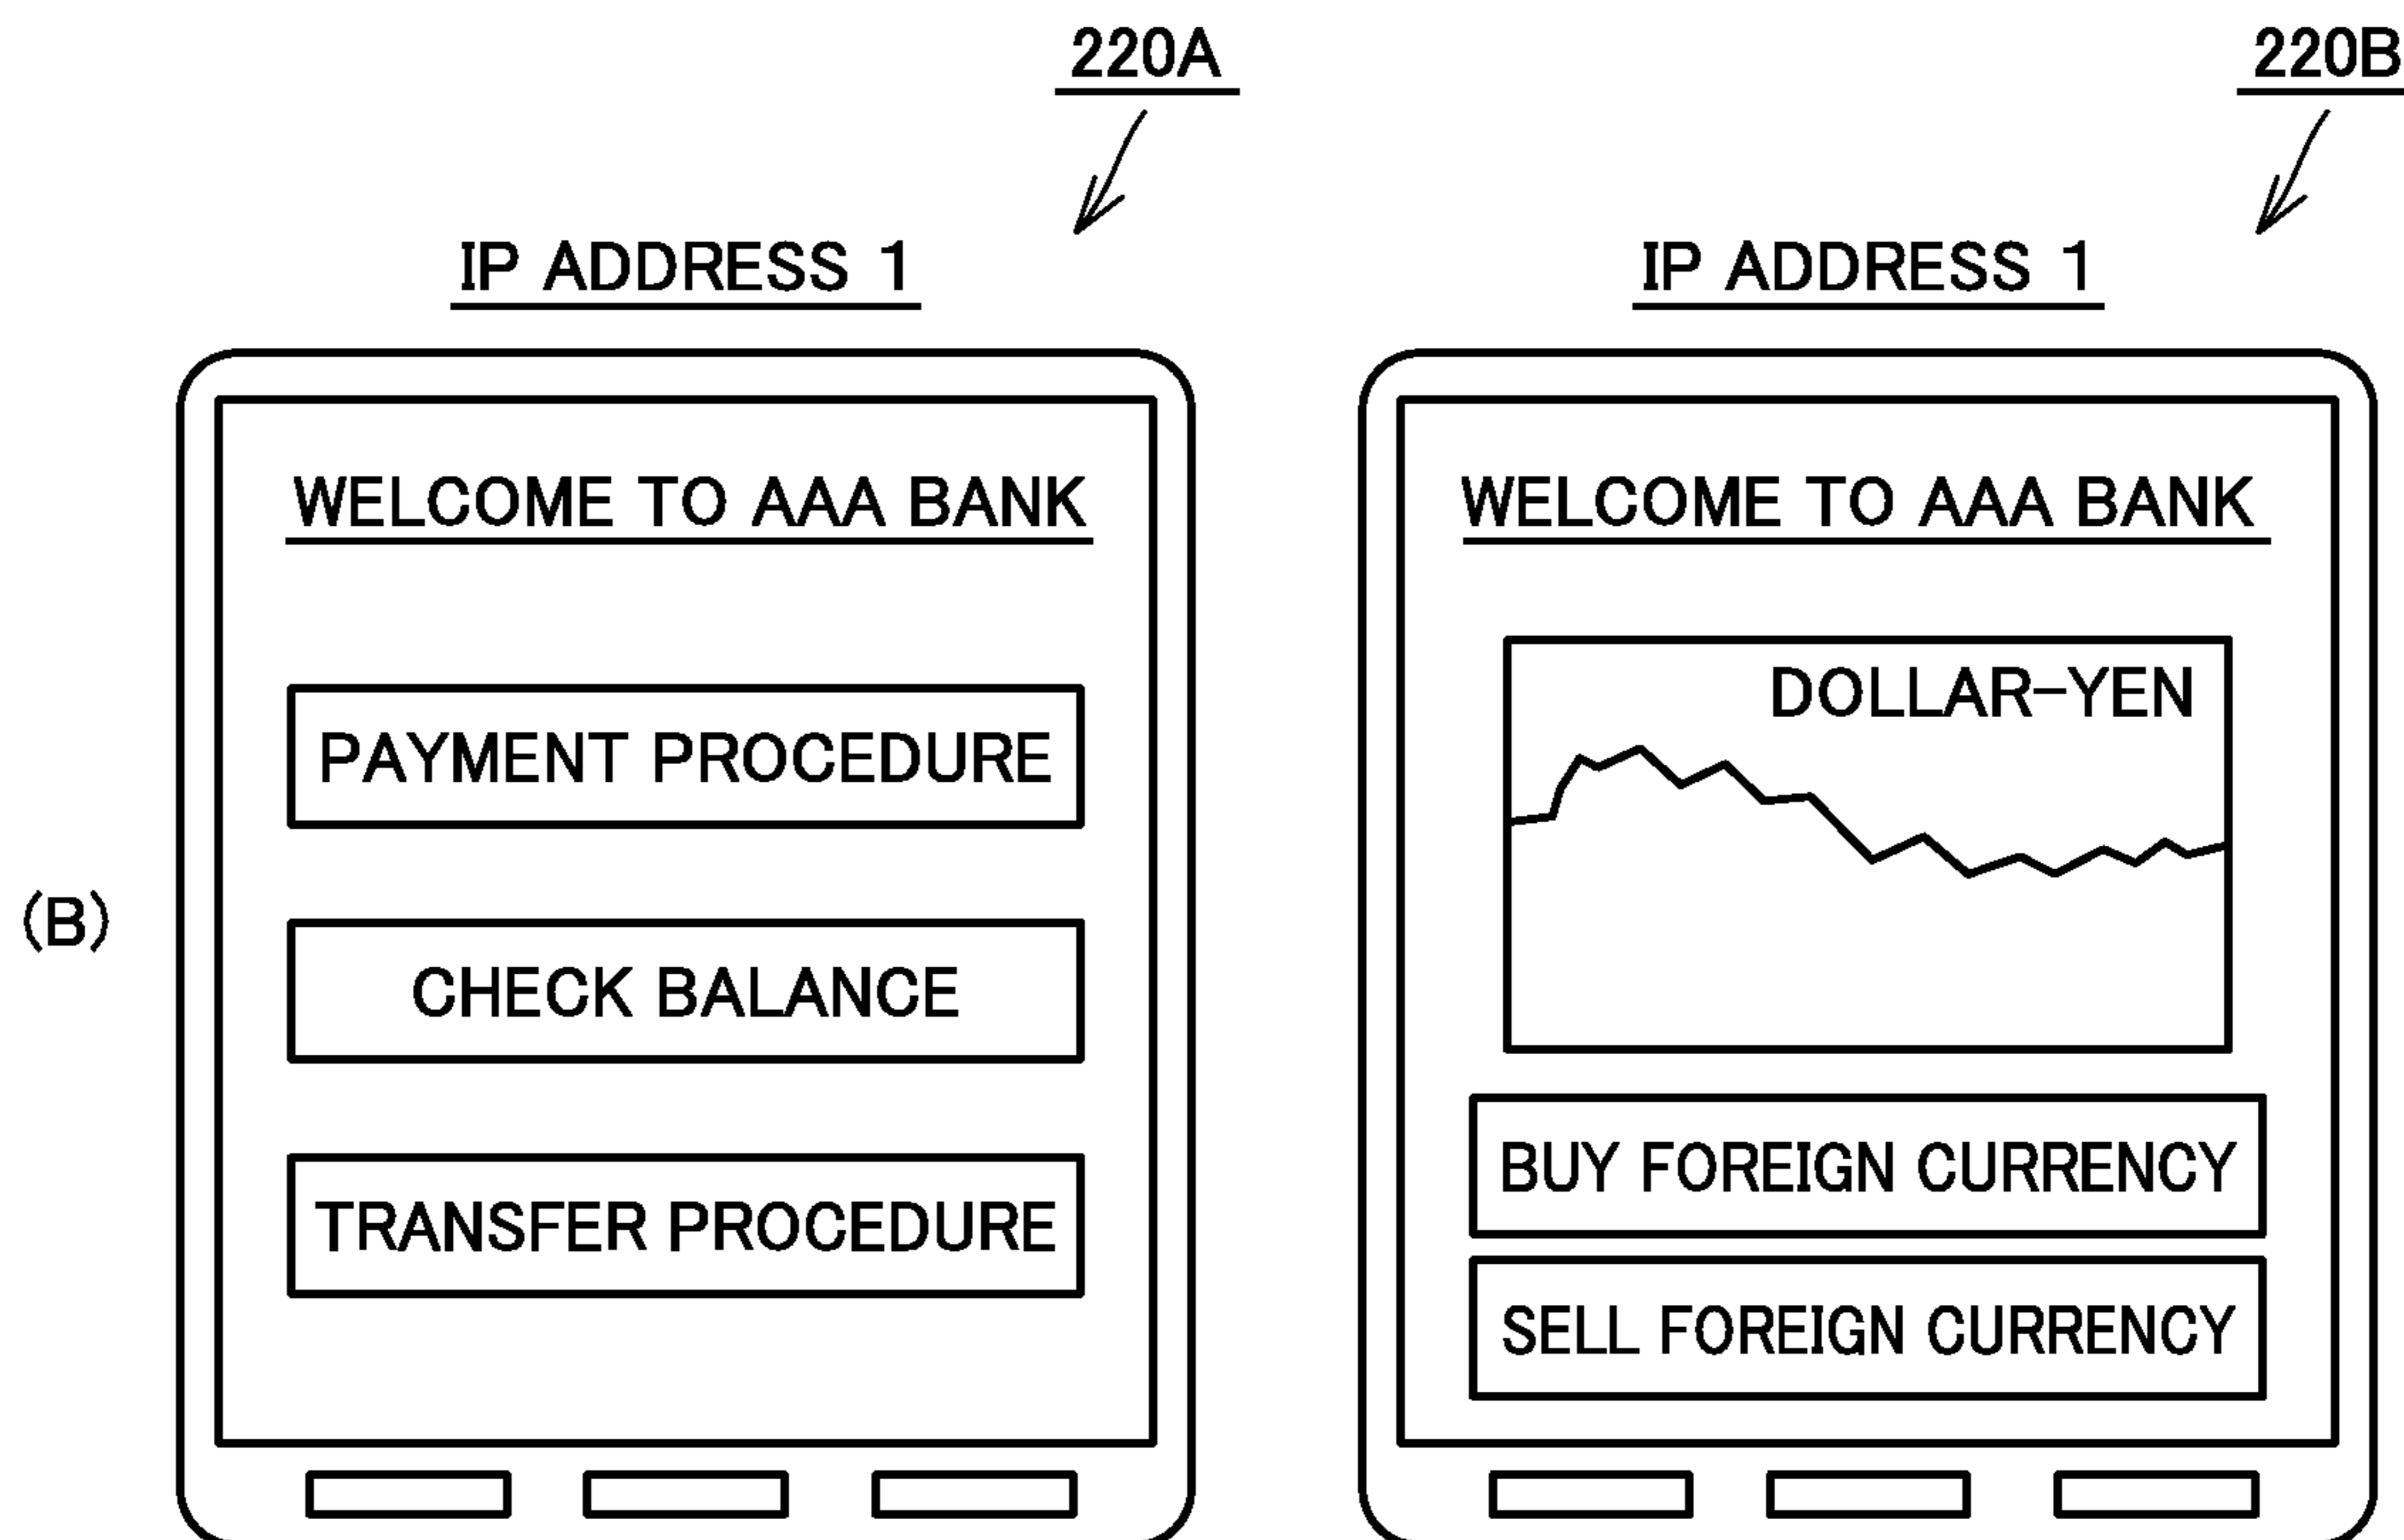 220A
220B
IP ADDRESS 1
IP ADDRESS 1
(B)
WELCOME TO AAA BANK
PAYMENT PROCEDURE
CHECK BALANCE
TRANSFER PROCEDURE
WELCOME TO AAA BANK
DOLLAR-YEN
BUY FOREIGN CURRENCY
SELL FOREIGN CURRENCY